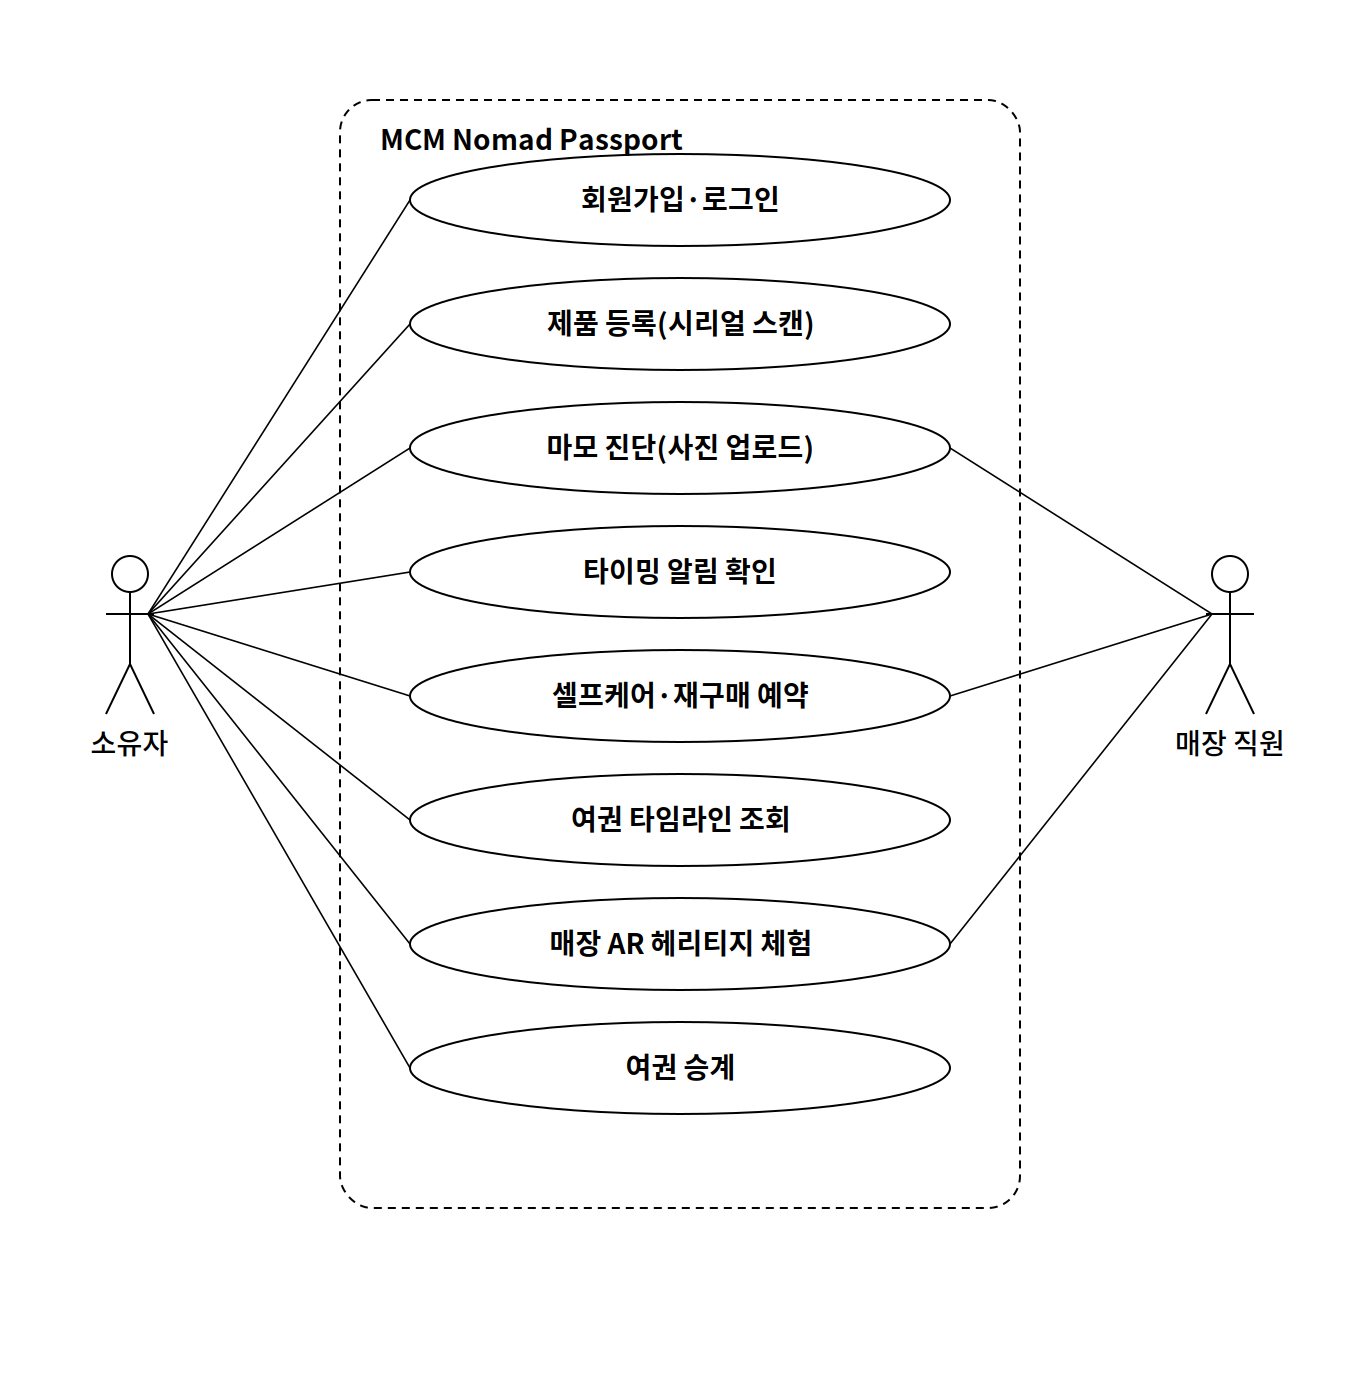 MCM Nomad Passport
회원가입·로그인
제품 등록(시리얼 스캔)
마모 진단(사진 업로드)
타이밍 알림 확인
셀프케어·재구매 예약
여권 타임라인 조회
매장 AR 헤리티지 체험
여권 승계
소유자
매장 직원